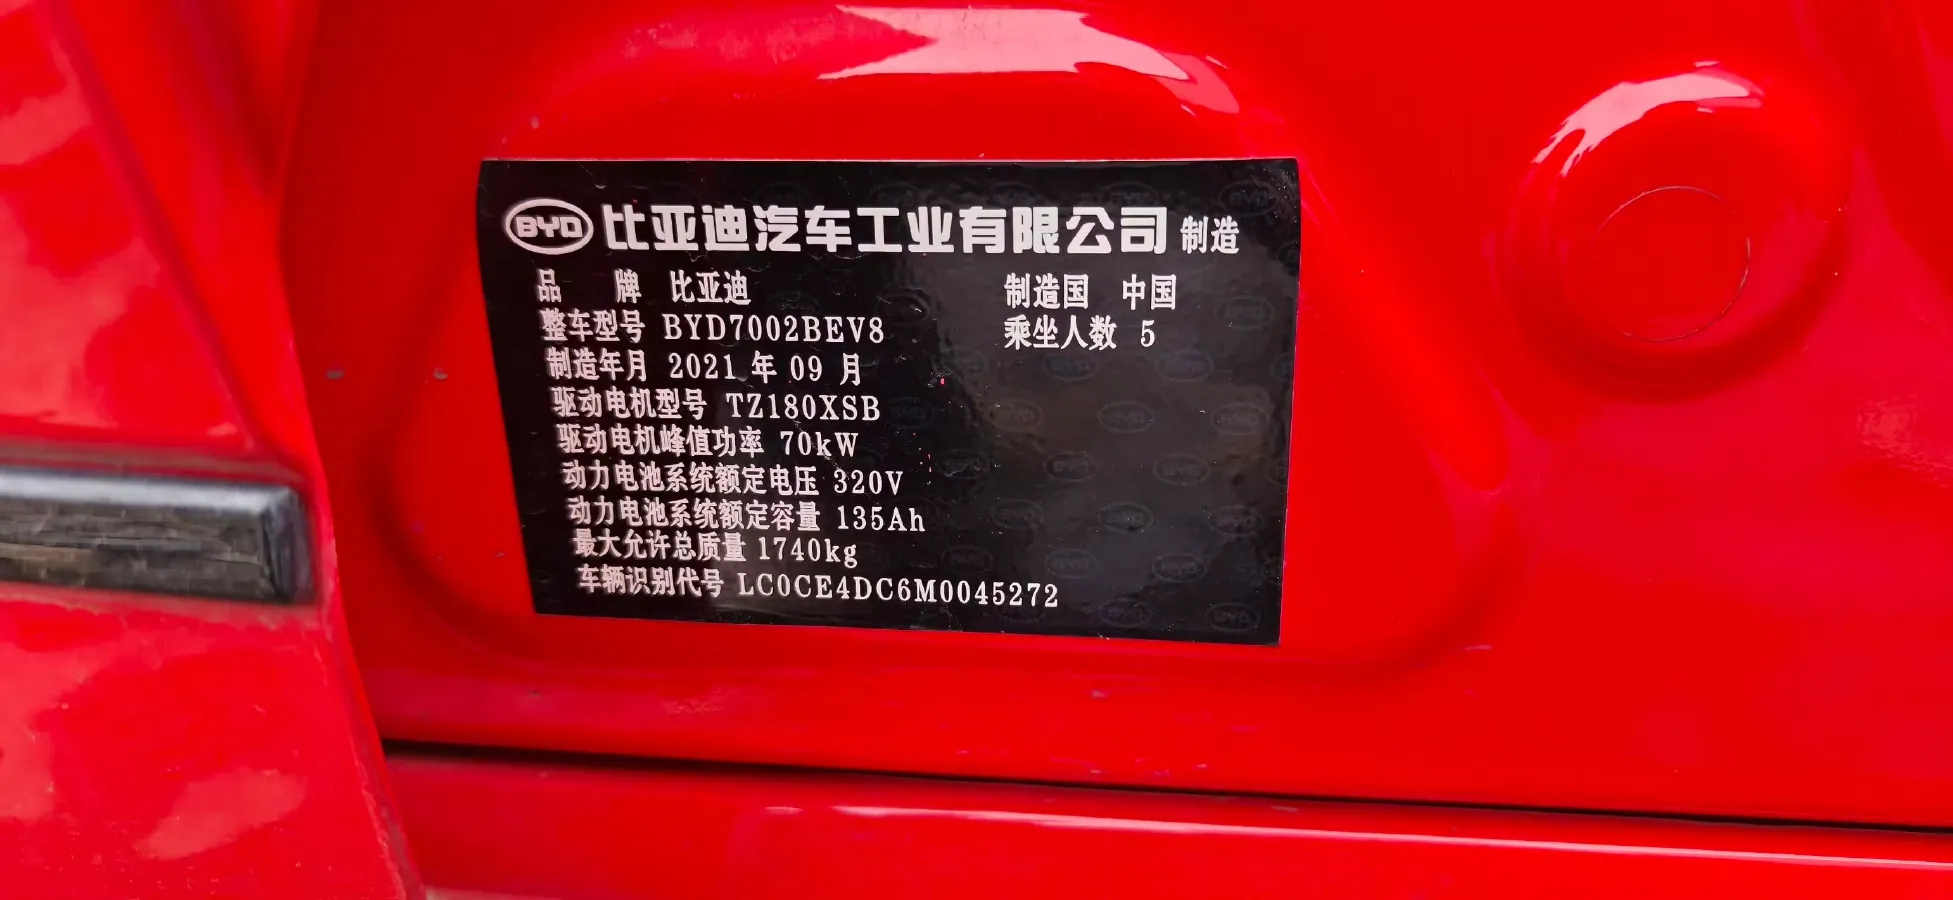 BYD 比亚迪汽车工业有限公司 制造
品 牌 比亚迪 制造国 中国
整车型号 BYD7002BEV8 乘坐人数 5
制造年月 2021 年 09 月
驱动电机型号 TZ180XSB
驱动电机峰值功率 70kW
动力电池系统额定电压 320V
动力电池系统额定容量 135Ah
最大允许总质量 1740kg
车辆识别代号 LC0CE4DC6M0045272